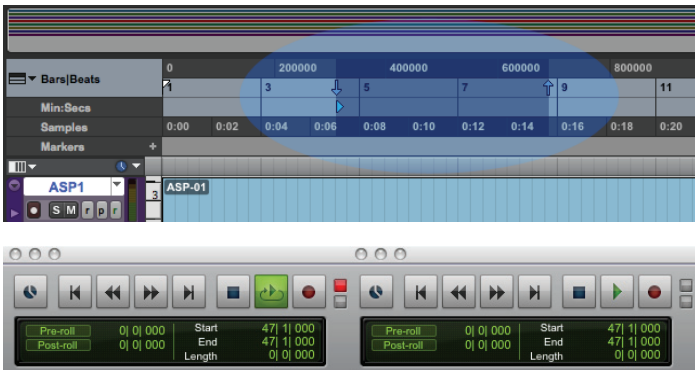 0 200000 400000 600000 800000
Bars|Beats
1 3 5 7 9 11
Min:Secs
Samples 0:00 0:02 0:04 0:06 0:08 0:10 0:12 0:14 0:16 0:18 0:20
Markers +
ASP1 3 ASP-01
S M r p r
Pre-roll 0| 0| 000 Start 47| 1| 000
Post-roll 0| 0| 000 End 47| 1| 000
Length 0| 0| 000
Pre-roll 0| 0| 000 Start 47| 1| 000
Post-roll 0| 0| 000 End 47| 1| 000
Length 0| 0| 000